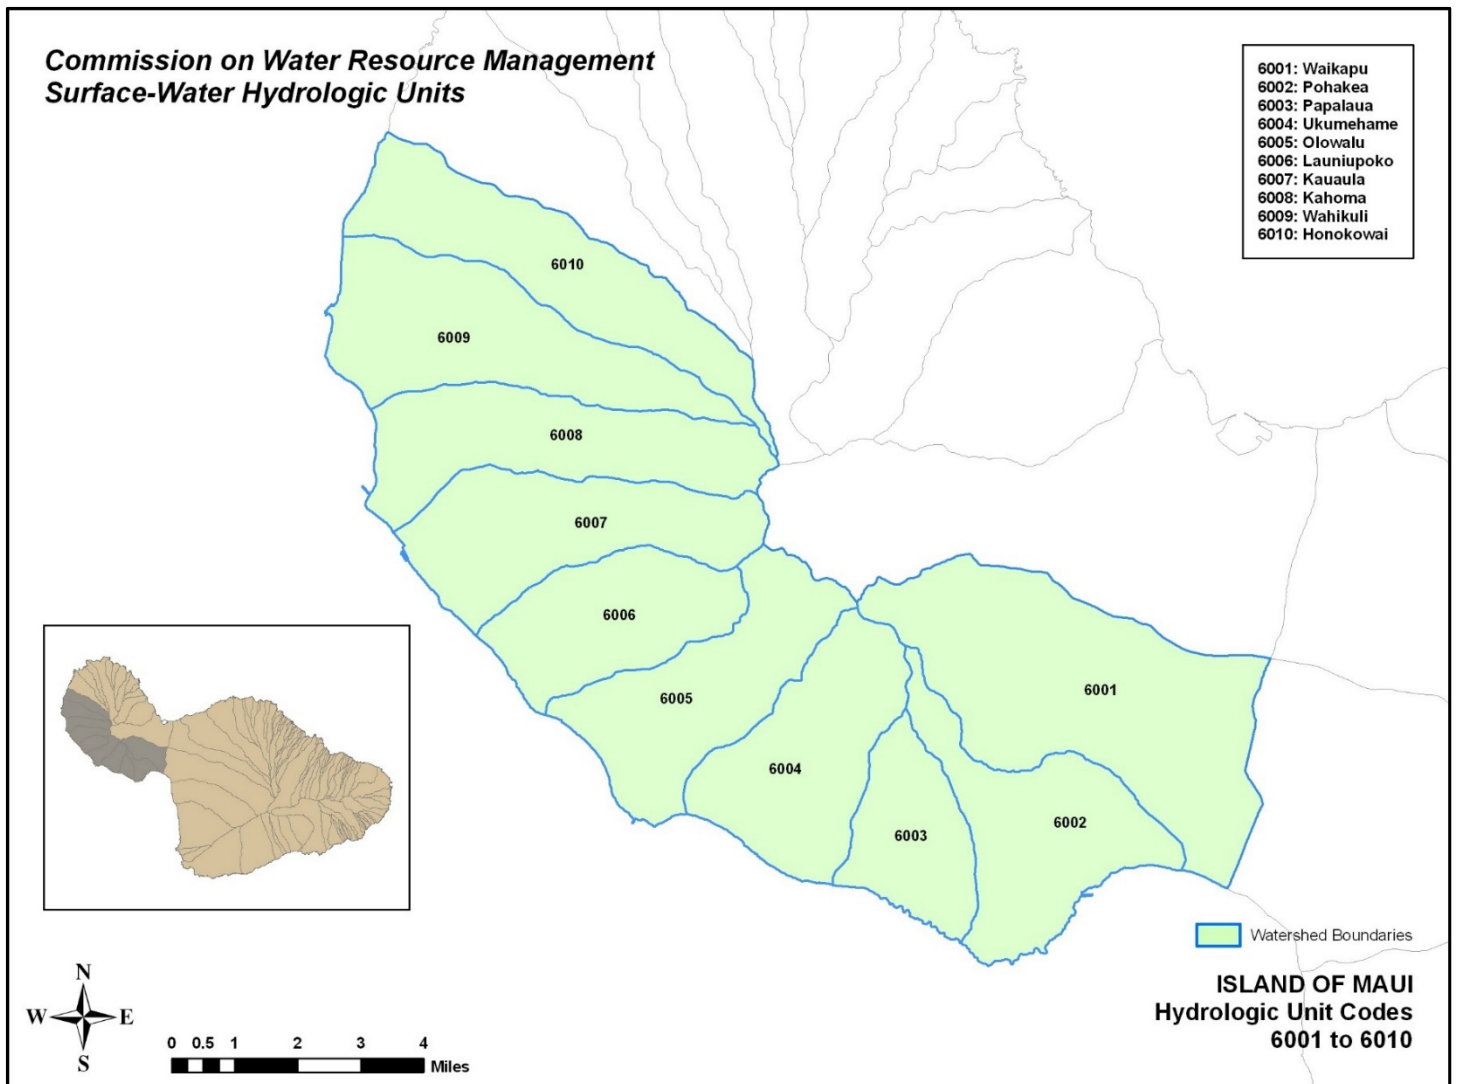 Commission on Water Resource Management
Surface-Water Hydrologic Units
6001: Waikapu
6002: Pohakea
6003: Papalaua
6004: Ukumehame
6005: Olowalu
6006: Launiupoko
6007: Kauaula
6008: Kahoma
6009: Wahikuli
6010: Honokowai
6010
6009
6008
6007
6006
6005
6001
6004
6002
6003
Watershed Boundaries
ISLAND OF MAUI
Hydrologic Unit Codes
6001 to 6010
N
W E
S
0 0.5 1 2 3 4
Miles